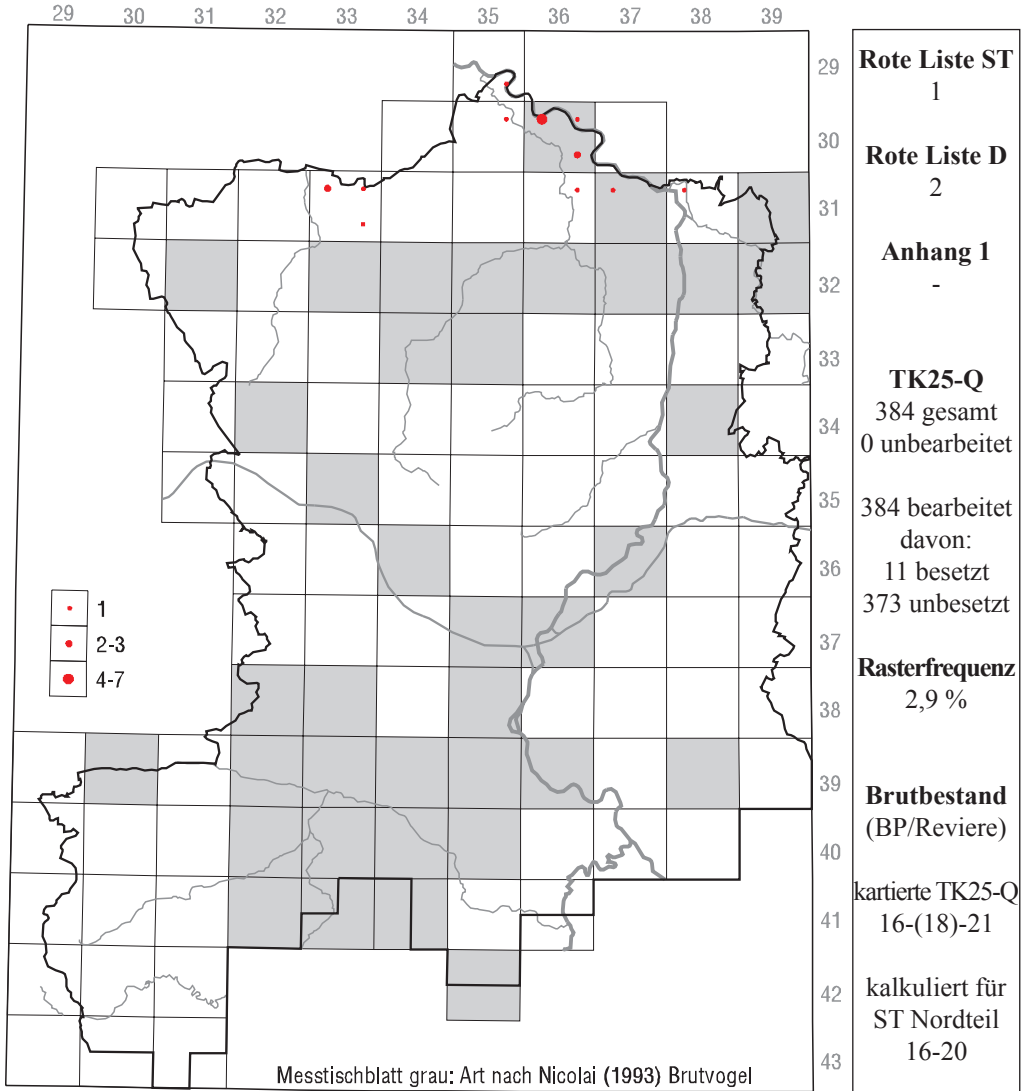 29 30 31 32 33 34 35 36 37 38 39
29
30
31
32
33
34
35
36
37
38
39
40
41
42
43
1
2-3
4-7
Messtischblatt grau: Art nach Nicolai (1993) Brutvogel
Rote Liste ST
1
Rote Liste D
2
Anhang 1
-
TK25-Q
384 gesamt
0 unbearbeitet
384 bearbeitet
davon:
11 besetzt
373 unbesetzt
Rasterfrequenz
2,9 %
Brutbestand
(BP/Reviere)
kartierte TK25-Q
16-(18)-21
kalkuliert für
ST Nordteil
16-20